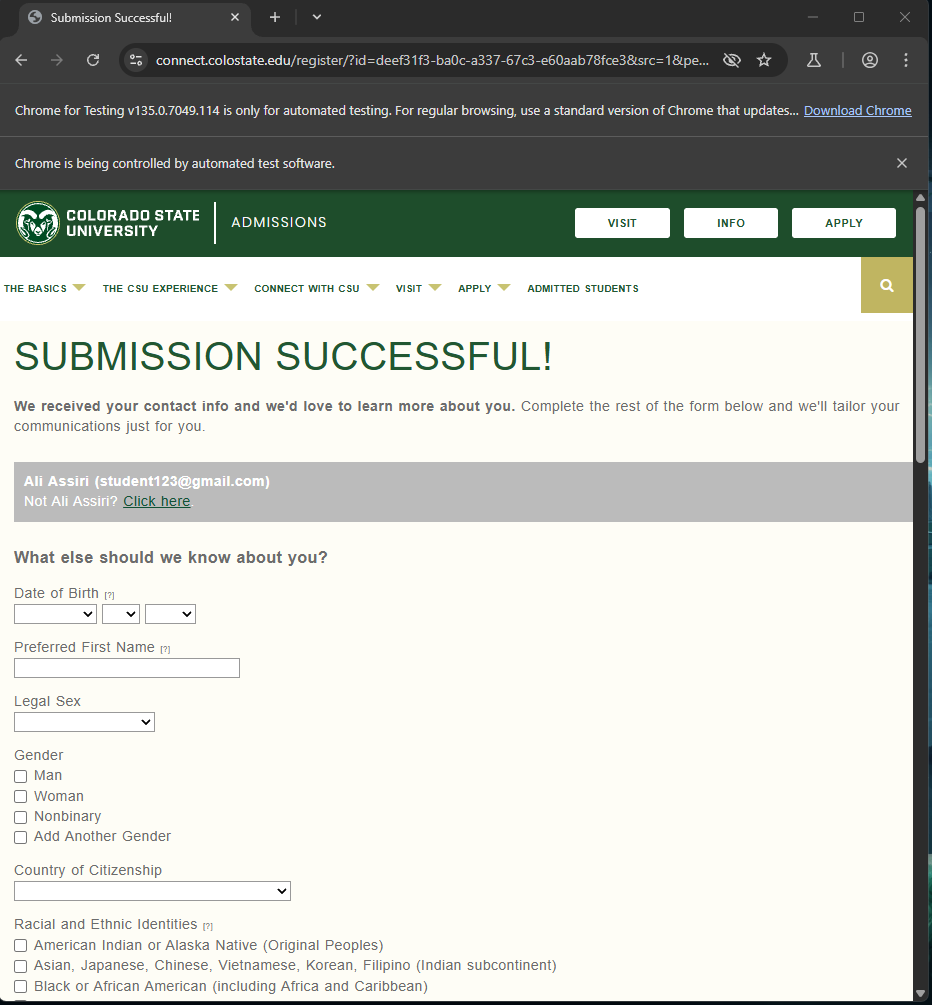 Submission Successful!
connect.colostate.edu/register/?id=deef31f3-ba0c-a337-67c3-e60aab78fce3&src=1&pe...
Chrome for Testing v135.0.7049.114 is only for automated testing. For regular browsing, use a standard version of Chrome that updates... Download Chrome
Chrome is being controlled by automated test software.
COLORADO STATE
UNIVERSITY
ADMISSIONS
VISIT INFO APPLY
THE BASICS THE CSU EXPERIENCE CONNECT WITH CSU VISIT APPLY ADMITTED STUDENTS
SUBMISSION SUCCESSFUL!
We received your contact info and we'd love to learn more about you. Complete the rest of the form below and we'll tailor your
communications just for you.
Ali Assiri (student123@gmail.com)
Not Ali Assiri? Click here
What else should we know about you?
Date of Birth [?]
Preferred First Name [?]
Legal Sex
Gender
Man
Woman
Nonbinary
Add Another Gender
Country of Citizenship
Racial and Ethnic Identities [?]
American Indian or Alaska Native (Original Peoples)
Asian, Japanese, Chinese, Vietnamese, Korean, Filipino (Indian subcontinent)
Black or African American (including Africa and Caribbean)